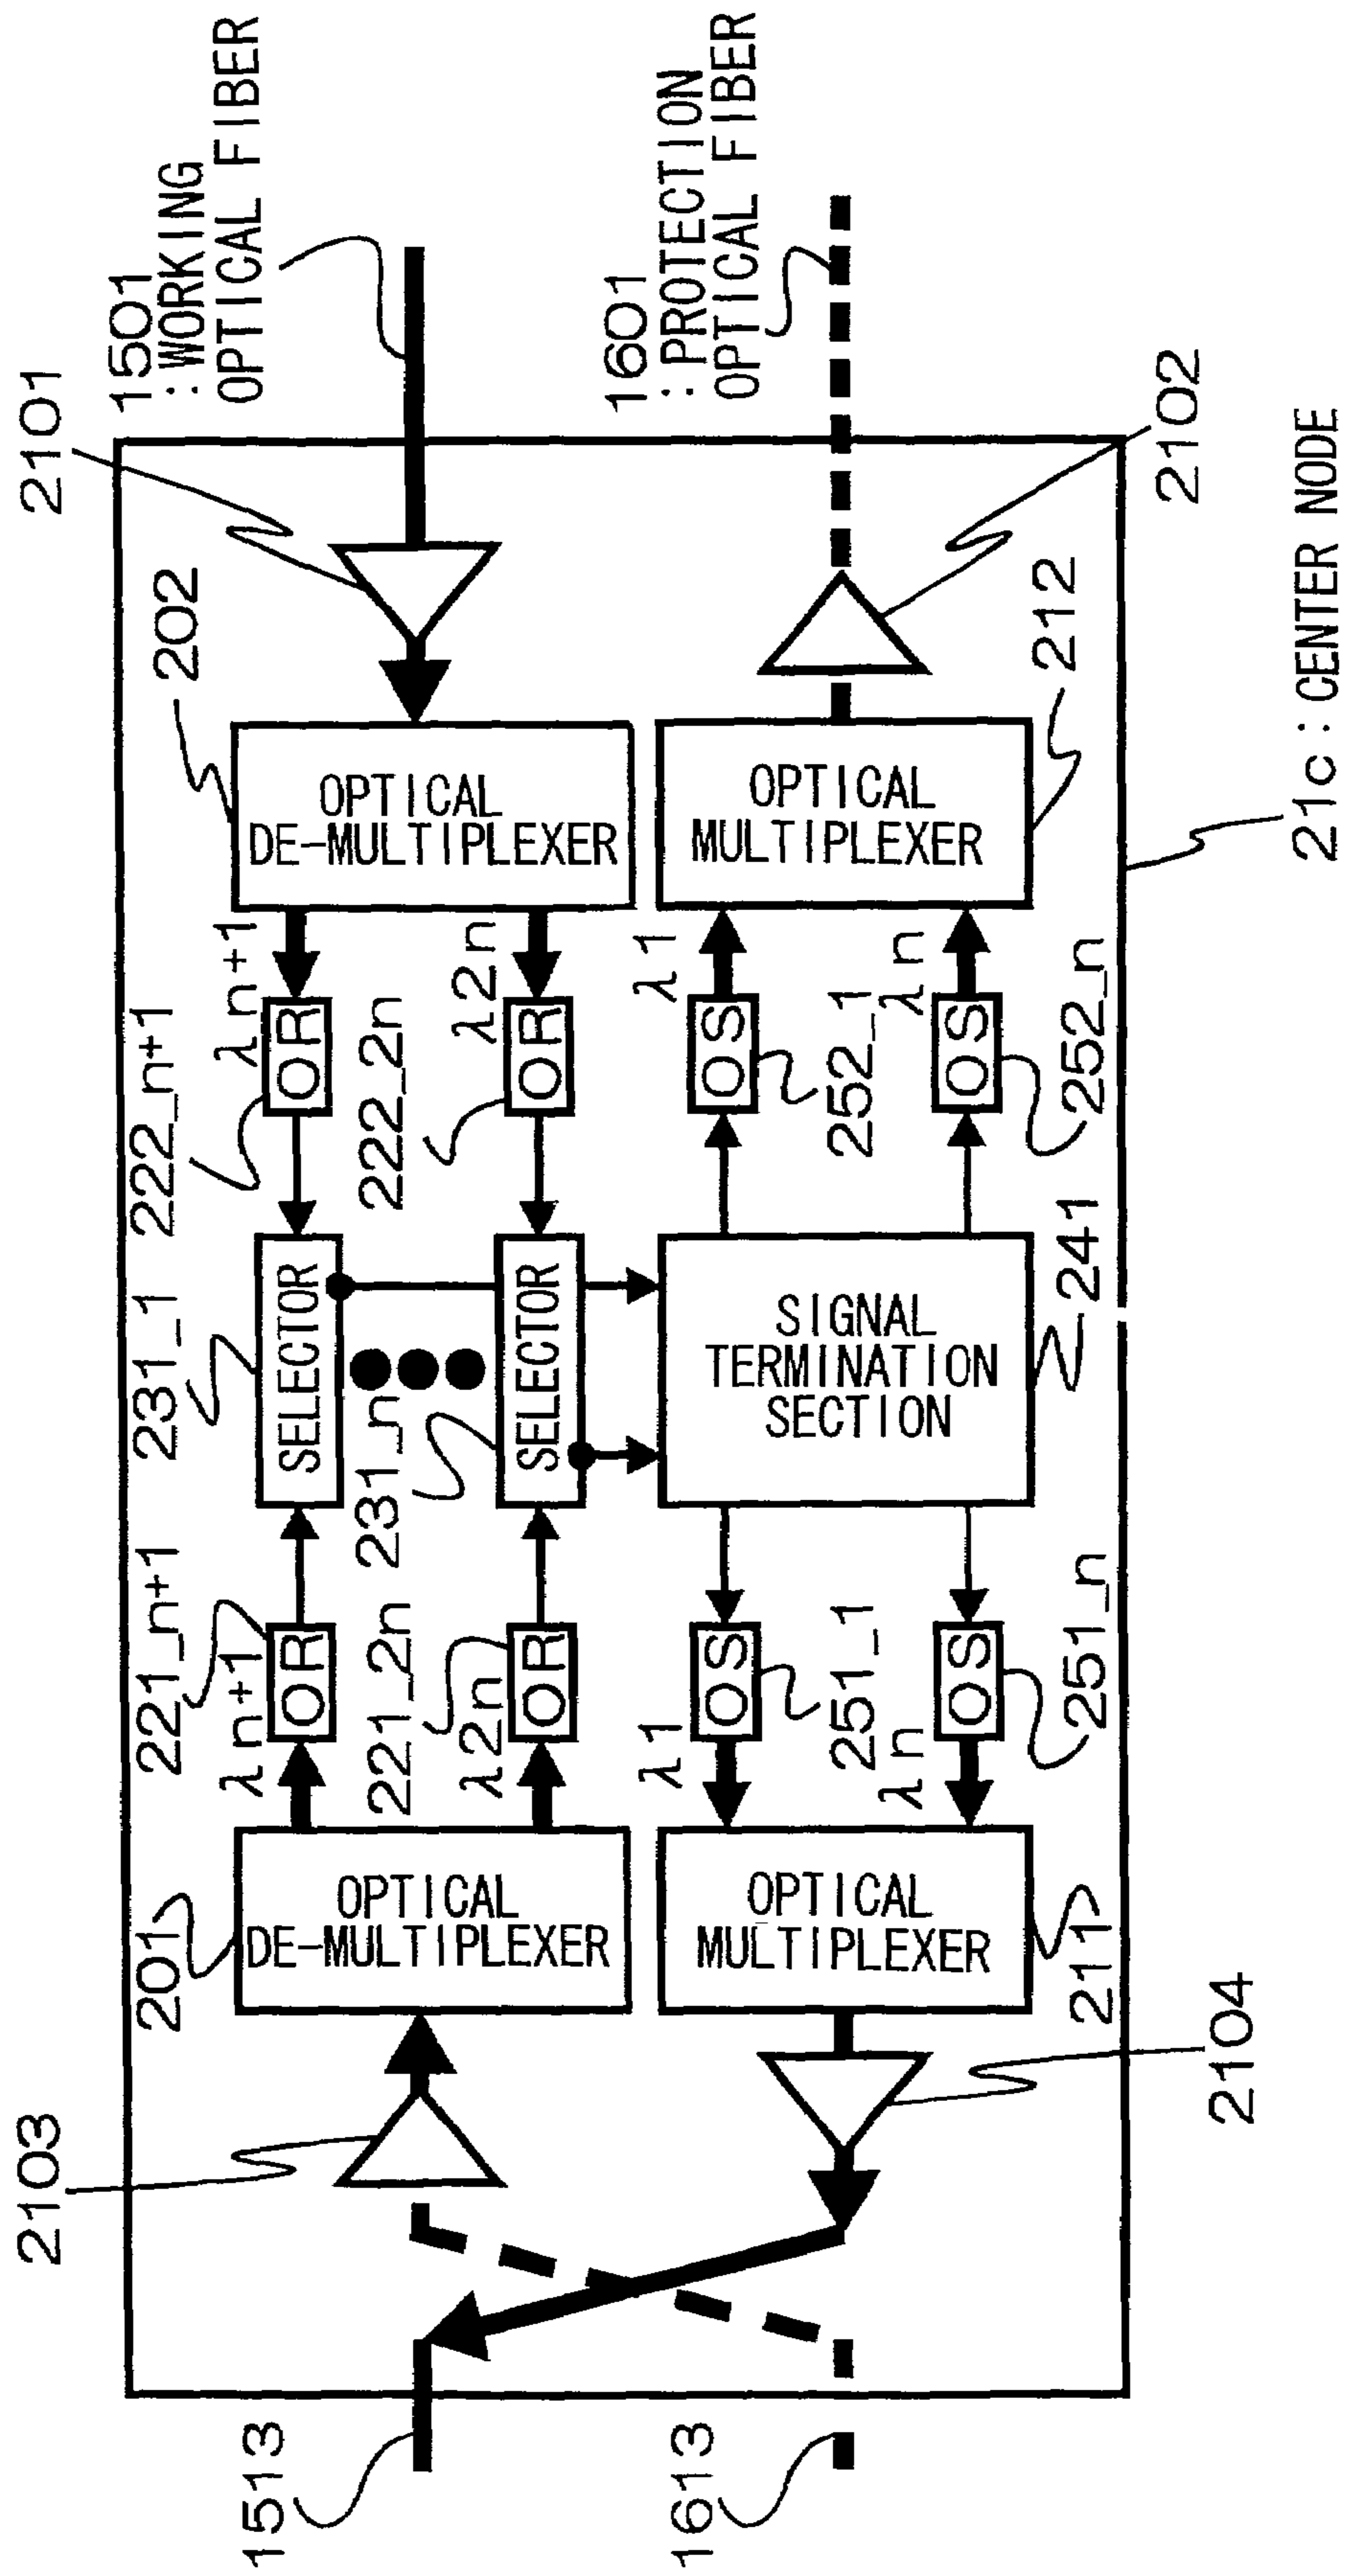 1501
:WORKING
OPTICAL FIBER
1601
:PROTECTION
OPTICAL FIBER
2101
2102
202
OPTICAL
DE-MULTIPLEXER
212
OPTICAL
MULTIPLEXER
222_n+1
λn+1
OR
222_2n
λ2n
OR
λ1
OS
252_1
λn
OS
252_n
231_1
SELECTOR
231_n
SELECTOR
SIGNAL
TERMINATION
SECTION
241
221_n+1
λn+1
OR
221_2n
λ2n
OR
λ1
OS
251_1
λn
OS
251_n
201
OPTICAL
DE-MULTIPLEXER
OPTICAL
MULTIPLEXER
211
2103
2104
1513
1613
21c:CENTER NODE